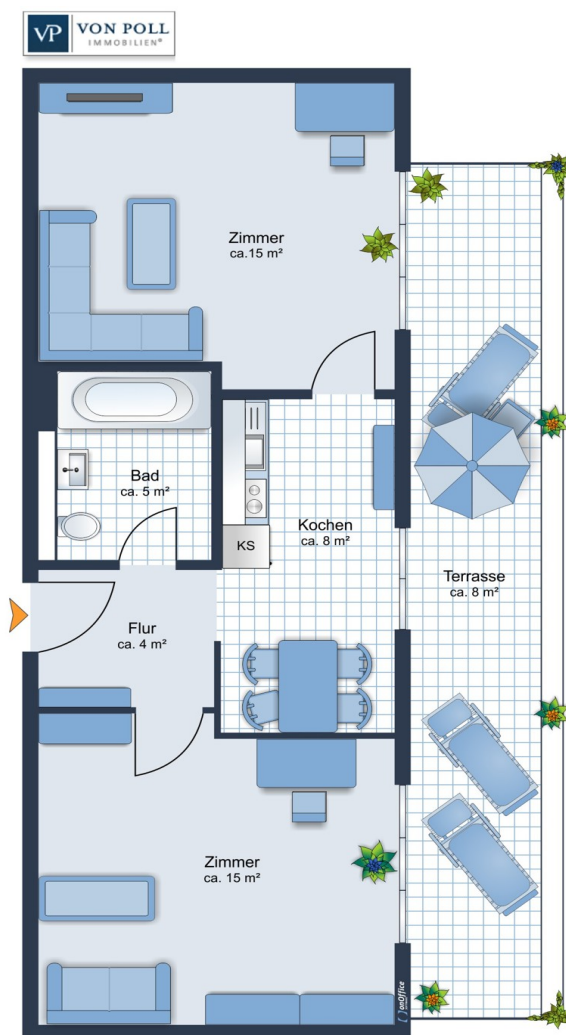 VP VON POLL
IMMOBILIEN®
Zimmer
ca.15 m²
Bad
ca. 5 m²
KS
Kochen
ca. 8 m²
Terrasse
ca. 8 m²
Flur
ca. 4 m²
Zimmer
ca. 15 m²
onOffice